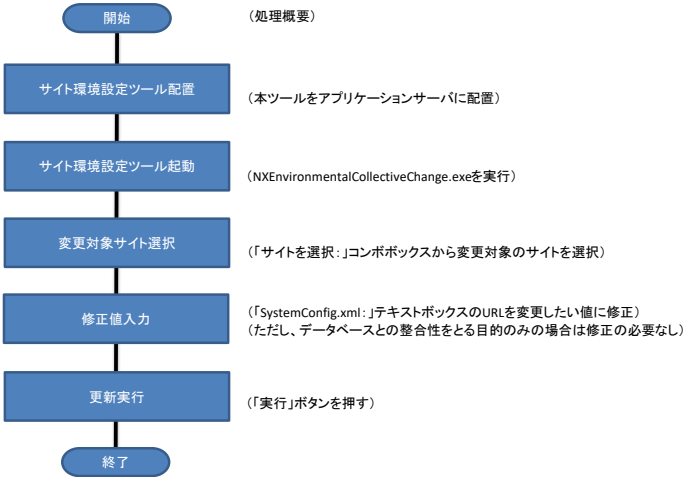 開始
（処理概要）
サイト環境設定ツール配置
（本ツールをアプリケーションサーバに配置）
サイト環境設定ツール起動
（NXEnvironmentalCollectiveChange.exeを実行）
変更対象サイト選択
（「サイトを選択：」コンボボックスから変更対象のサイトを選択）
修正値入力
（「SystemConfig.xml：」テキストボックスのURLを変更したい値に修正）
（ただし、データベースとの整合性をとる目的のみの場合は修正の必要なし）
更新実行
（「実行」ボタンを押す）
終了